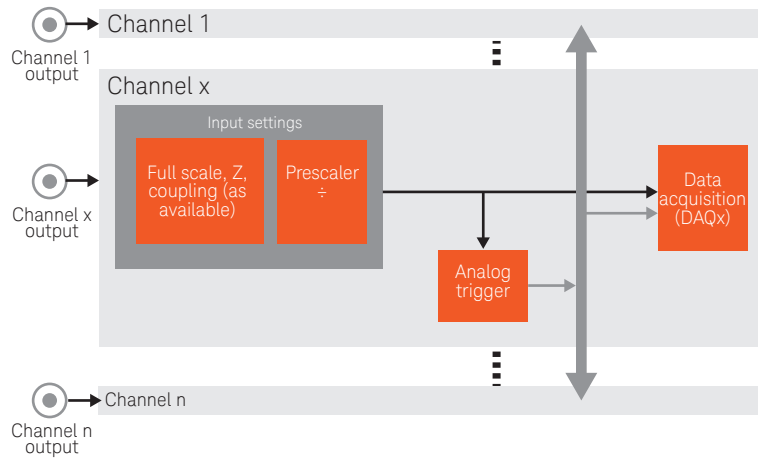 Channel 1
Channel 1
output
Channel x
Input settings
Full scale, Z,
coupling (as
available)
Prescaler
÷
Channel x
output
Data
acquisition
(DAQx)
Analog
trigger
Channel n
Channel n
output